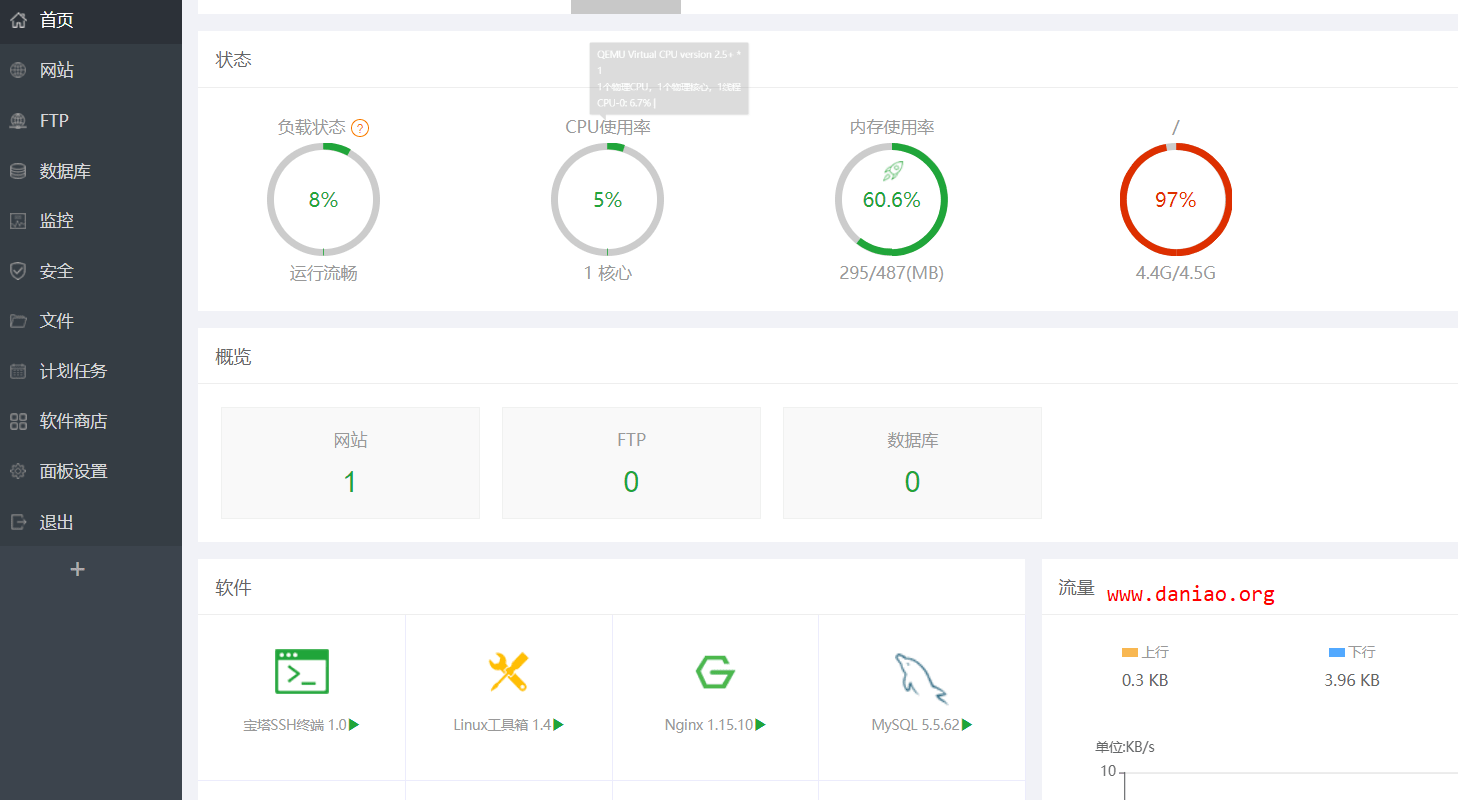 首页
网站
FTP
数据库
监控
安全
文件
计划任务
软件商店
面板设置
退出
+
状态
QEMU Virtual CPU version 2.5+ *
1
1个物理CPU，1个物理核心，1线程
CPU-0: 6.7% |
负载状态 ?
CPU使用率
内存使用率
/
8%
5%
60.6%
97%
运行流畅
1 核心
295/487(MB)
4.4G/4.5G
概览
网站
FTP
数据库
1
0
0
软件
宝塔SSH终端 1.0
Linux工具箱 1.4
Nginx 1.15.10
MySQL 5.5.62
流量
www.daniao.org
上行
下行
0.3 KB
3.96 KB
单位:KB/s
10